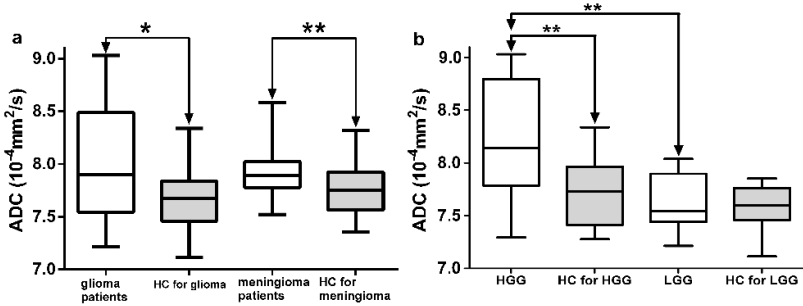 a
*
**
ADC (10⁻⁴mm²/s)
9.0
8.5
8.0
7.5
7.0
glioma patients
HC for glioma
meningioma patients
HC for meningioma
b
**
**
ADC (10⁻⁴mm²/s)
9.0
8.5
8.0
7.5
7.0
HGG
HC for HGG
LGG
HC for LGG